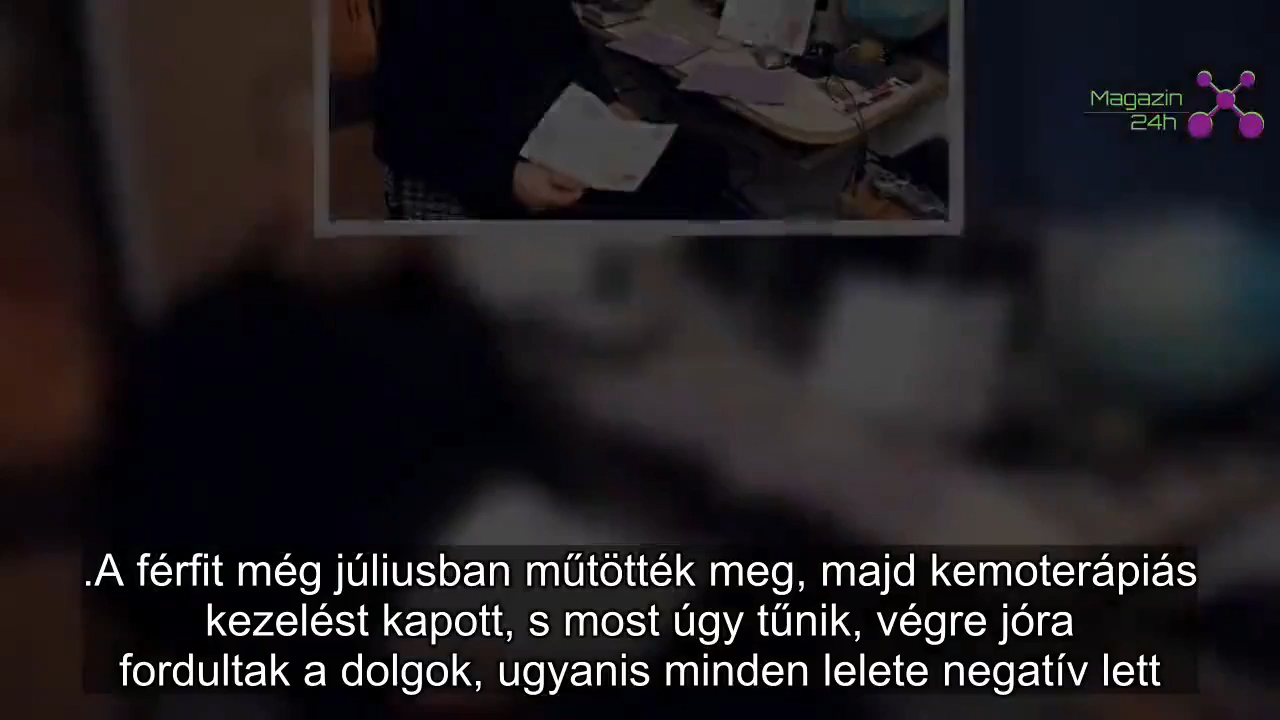 Magazin
24h
.A férfit még júliusban műtötték meg, majd kemoterápiás
kezelést kapott, s most úgy tűnik, végre jóra
fordultak a dolgok, ugyanis minden lelete negatív lett